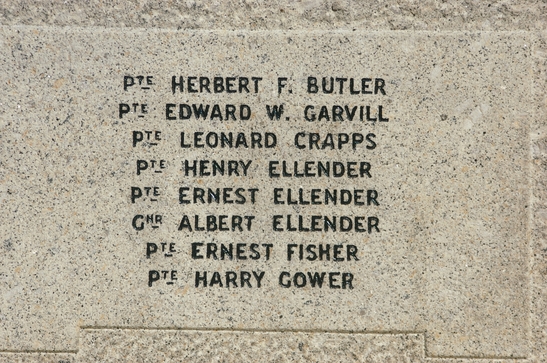 PTE HERBERT F. BUTLER
PTE EDWARD W. GARVILL
PTE LEONARD CRAPPS
PTE HENRY ELLENDER
PTE ERNEST ELLENDER
GNR ALBERT ELLENDER
PTE ERNEST FISHER
PTE HARRY GOWER